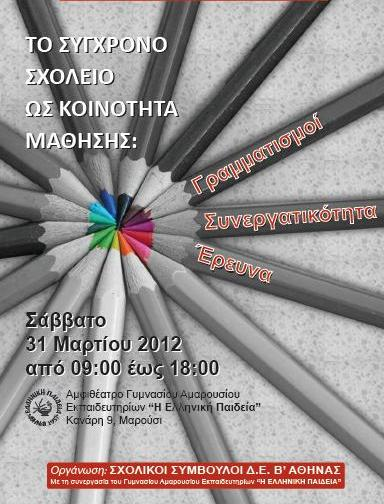 ΤΟ ΣΥΓΧΡΟΝΟ
ΣΧΟΛΕΙΟ
ΩΣ ΚΟΙΝΟΤΗΤΑ
ΜΑΘΗΣΗΣ:
Γραμματισμοί
Συνεργατικότητα
Έρευνα
Σάββατο
31 Μαρτίου 2012
από 09:00 έως 18:00
Αμφιθέατρο Γυμνασίου Αμαρουσίου
Εκπαιδευτηρίων “Η Ελληνική Παιδεία”
Κανάρη 9, Μαρούσι
Οργάνωση: ΣΧΟΛΙΚΟΙ ΣΥΜΒΟΥΛΟΙ Δ.Ε. Β’ ΑΘΗΝΑΣ
Με τη συνεργασία του Γυμνασίου Αμαρουσίου Εκπαιδευτηρίων “Η ΕΛΛΗΝΙΚΗ ΠΑΙΔΕΙΑ”